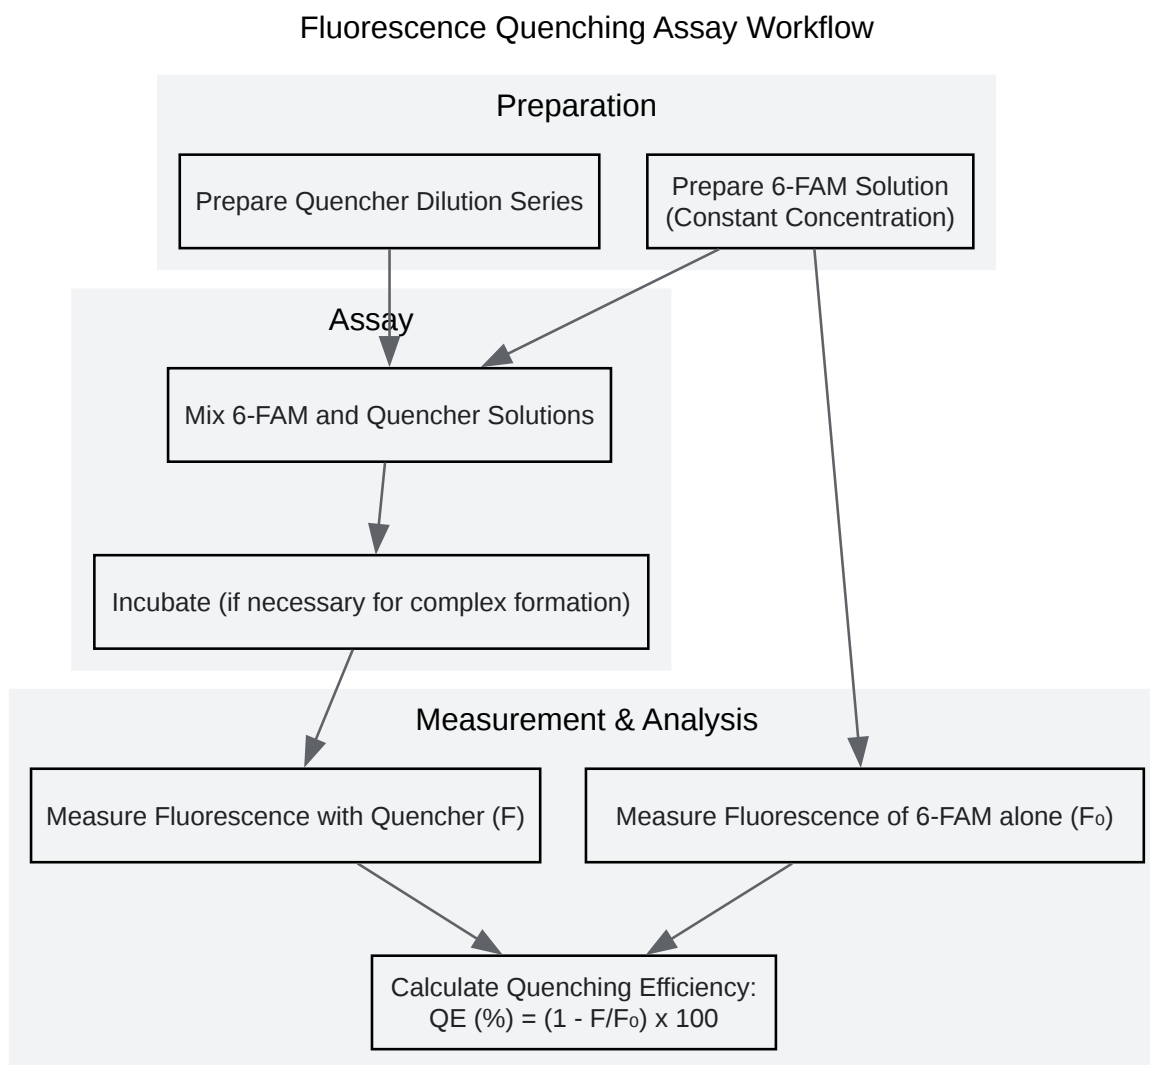 Fluorescence Quenching Assay Workflow
Preparation
Prepare Quencher Dilution Series
Prepare 6-FAM Solution
(Constant Concentration)
Assay
Mix 6-FAM and Quencher Solutions
Incubate (if necessary for complex formation)
Measurement & Analysis
Measure Fluorescence with Quencher (F)
Measure Fluorescence of 6-FAM alone (F₀)
Calculate Quenching Efficiency:
QE (%) = (1 - F/F₀) x 100